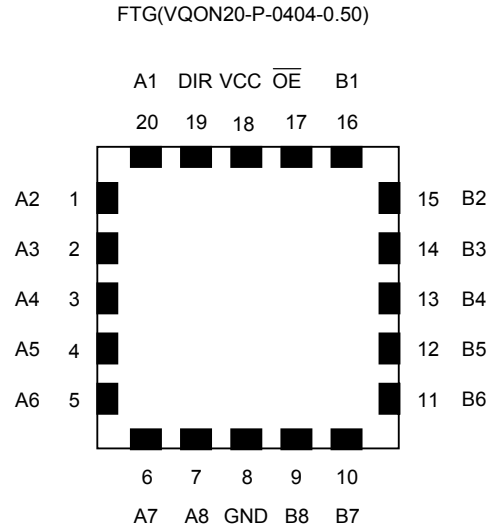 FTG(VQON20-P-0404-0.50)
A1 DIR VCC O̅E̅ B1
20 19 18 17 16
A2 1 15 B2
A3 2 14 B3
A4 3 13 B4
A5 4 12 B5
A6 5 11 B6
6 7 8 9 10
A7 A8 GND B8 B7